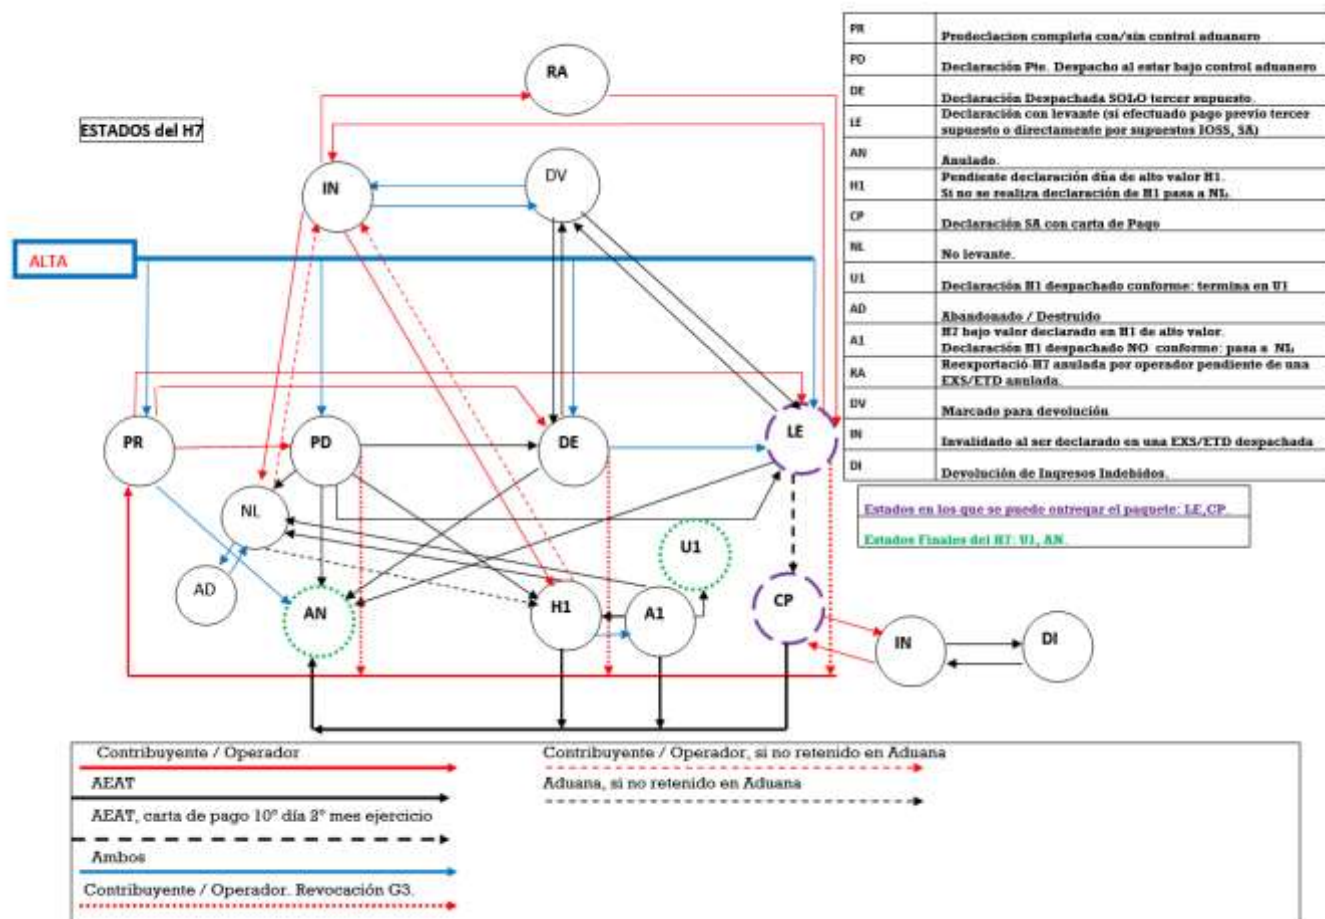 ESTADOS del H7
ALTA
RA
IN
DV
PR
PD
DE
LE
NL
AD
AN
H1
A1
U1
CP
IN
DI
PR Predeclacion completa con/sin control aduanero
PD Declaración Pte. Despacho al estar bajo control aduanero
DE Declaración Despachada SOLO tercer supuesto.
LE Declaración con levante (si efectuado pago previo tercer
supuesto o directamente por supuestos IOSS, SA)
AN Anulado.
H1 Pendiente declaración dña de alto valor H1.
Si no se realiza declaración de H1 pasa a NL.
CP Declaración SA con carta de Pago
NL No levante.
U1 Declaración H1 despachado conforme: termina en U1
AD Abandonado / Destruido
A1 H7 bajo valor declarado en H1 de alto valor.
Declaración H1 despachado NO conforme: pasa a NL
RA Reexportació H7 anulada por operador pendiente de una
EXS/ETD anulada.
DV Marcado para devolución
IN Invalidado al ser declarado en una EXS/ETD despachada
DI Devolución de Ingresos Indebidos.
Estados en los que se puede entregar el paquete: LE,CP
Estados Finales del H7: U1, AN.
Contribuyente / Operador
AEAT
AEAT, carta de pago 10º día 2º mes ejercicio
Ambos
Contribuyente / Operador. Revocación G3.
Contribuyente / Operador, si no retenido en Aduana
Aduana, si no retenido en Aduana